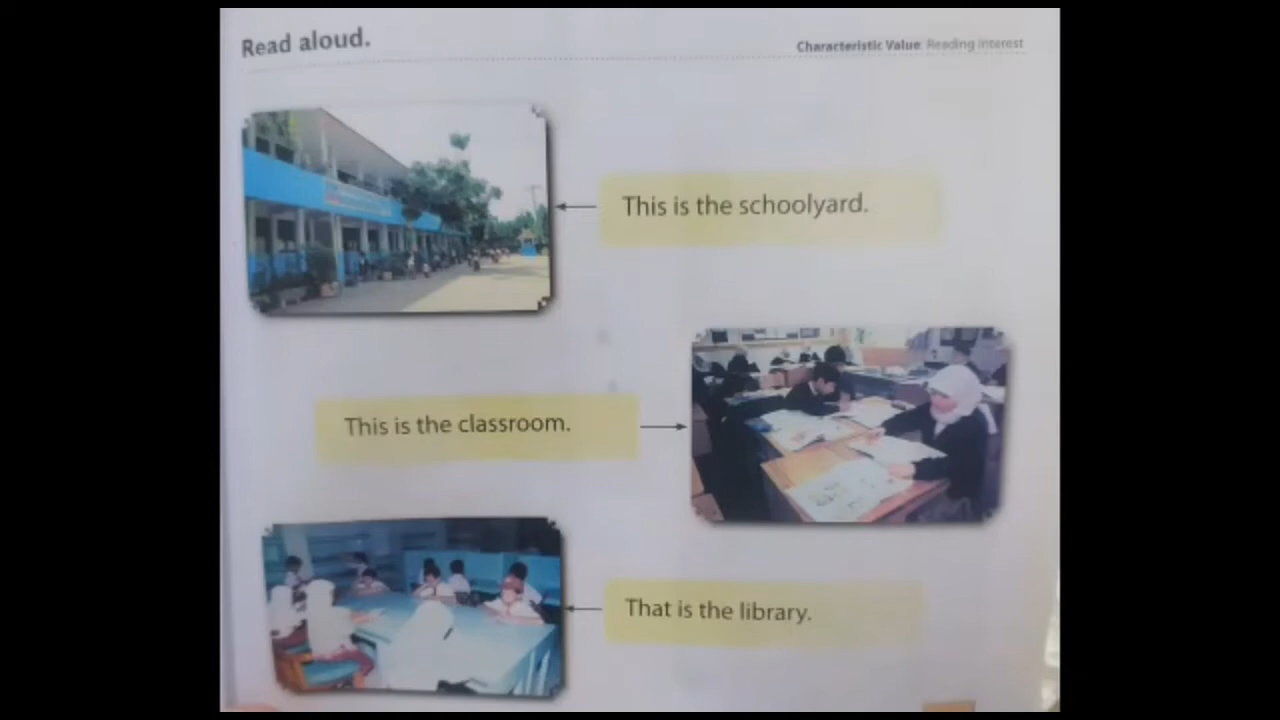 Read aloud.
Characteristic Value: Reading Interest
This is the schoolyard.
This is the classroom.
That is the library.